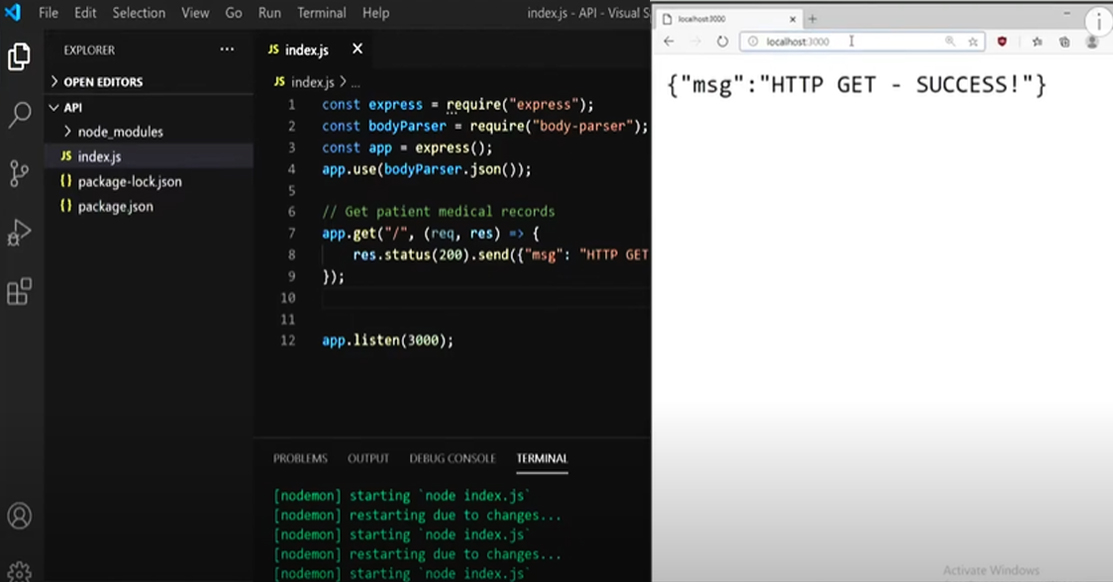 File Edit Selection View Go Run Terminal Help
index.js - API - Visual S
EXPLORER ...
OPEN EDITORS
API
node_modules
JS index.js
{} package-lock.json
{} package.json
JS index.js
JS index.js > ...
1 const express = require("express");
2 const bodyParser = require("body-parser");
3 const app = express();
4 app.use(bodyParser.json());
5
6 // Get patient medical records
7 app.get("/", (req, res) => {
8 res.status(200).send({"msg": "HTTP GET
9 });
10
11
12 app.listen(3000);
PROBLEMS OUTPUT DEBUG CONSOLE TERMINAL
[nodemon] starting `node index.js`
[nodemon] restarting due to changes...
[nodemon] starting `node index.js`
[nodemon] restarting due to changes...
[nodemon] starting `node index.js`
localhost:3000
localhost:3000
{"msg":"HTTP GET - SUCCESS!"}
Activate Windows